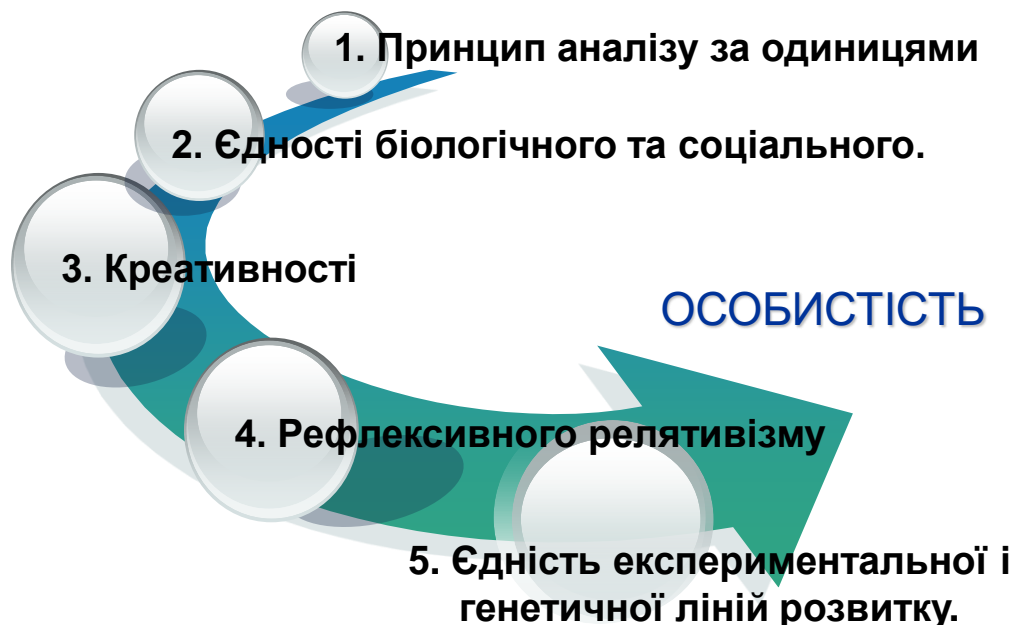 1. Принцип аналізу за одиницями
2. Єдності біологічного та соціального.
3. Креативності
ОСОБИСТІСТЬ
4. Рефлексивного релятивізму
5. Єдність експериментальної і
генетичної ліній розвитку.